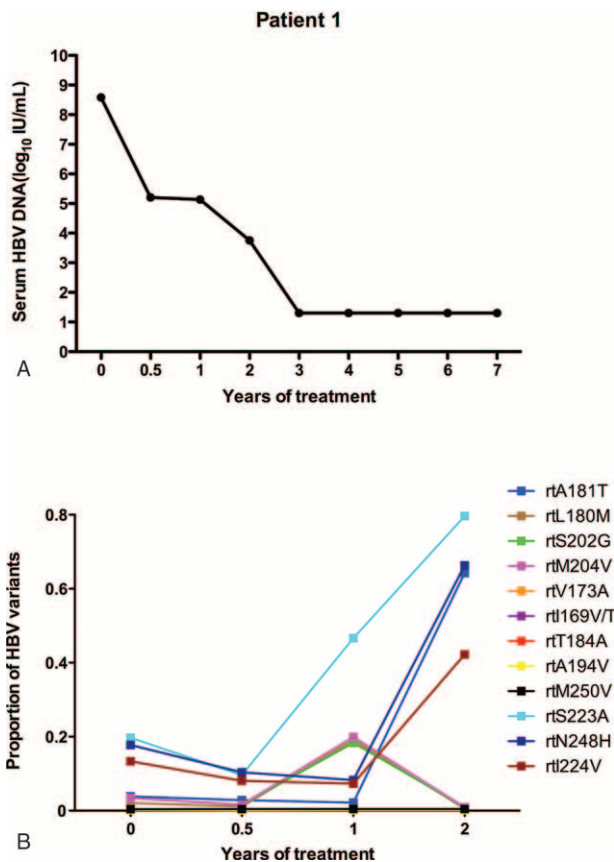 Patient 1
10
9
8
7
6
5
4
3
2
1
0
Serum HBV DNA(log10 IU/mL)
0 0.5 1 2 3 4 5 6 7
Years of treatment
A
0.8
0.6
0.4
0.2
0
Proportion of HBV variants
0 0.5 1 2
Years of treatment
B
rtA181T
rtL180M
rtS202G
rtM204V
rtV173A
rtI169V/T
rtT184A
rtA194V
rtM250V
rtS223A
rtN248H
rtI224V